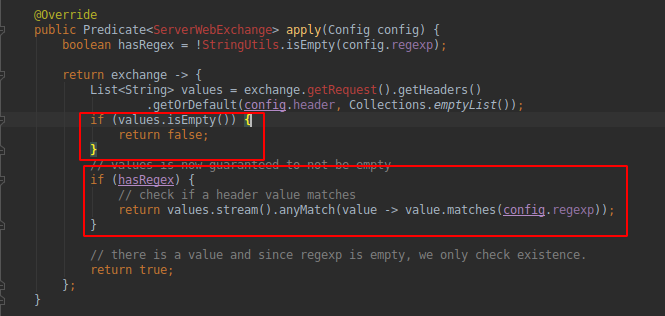 @Override
public Predicate<ServerWebExchange> apply(Config config) {
boolean hasRegex = !StringUtils.isEmpty(config.regexp);
return exchange -> {
List<String> values = exchange.getRequest().getHeaders()
.getOrDefault(config.header, Collections.emptyList());
if (values.isEmpty()) {
return false;
}
// values is now guaranteed to not be empty
if (hasRegex) {
// check if a header value matches
return values.stream().anyMatch(value -> value.matches(config.regexp));
}
// there is a value and since regexp is empty, we only check existence.
return true;
};
}